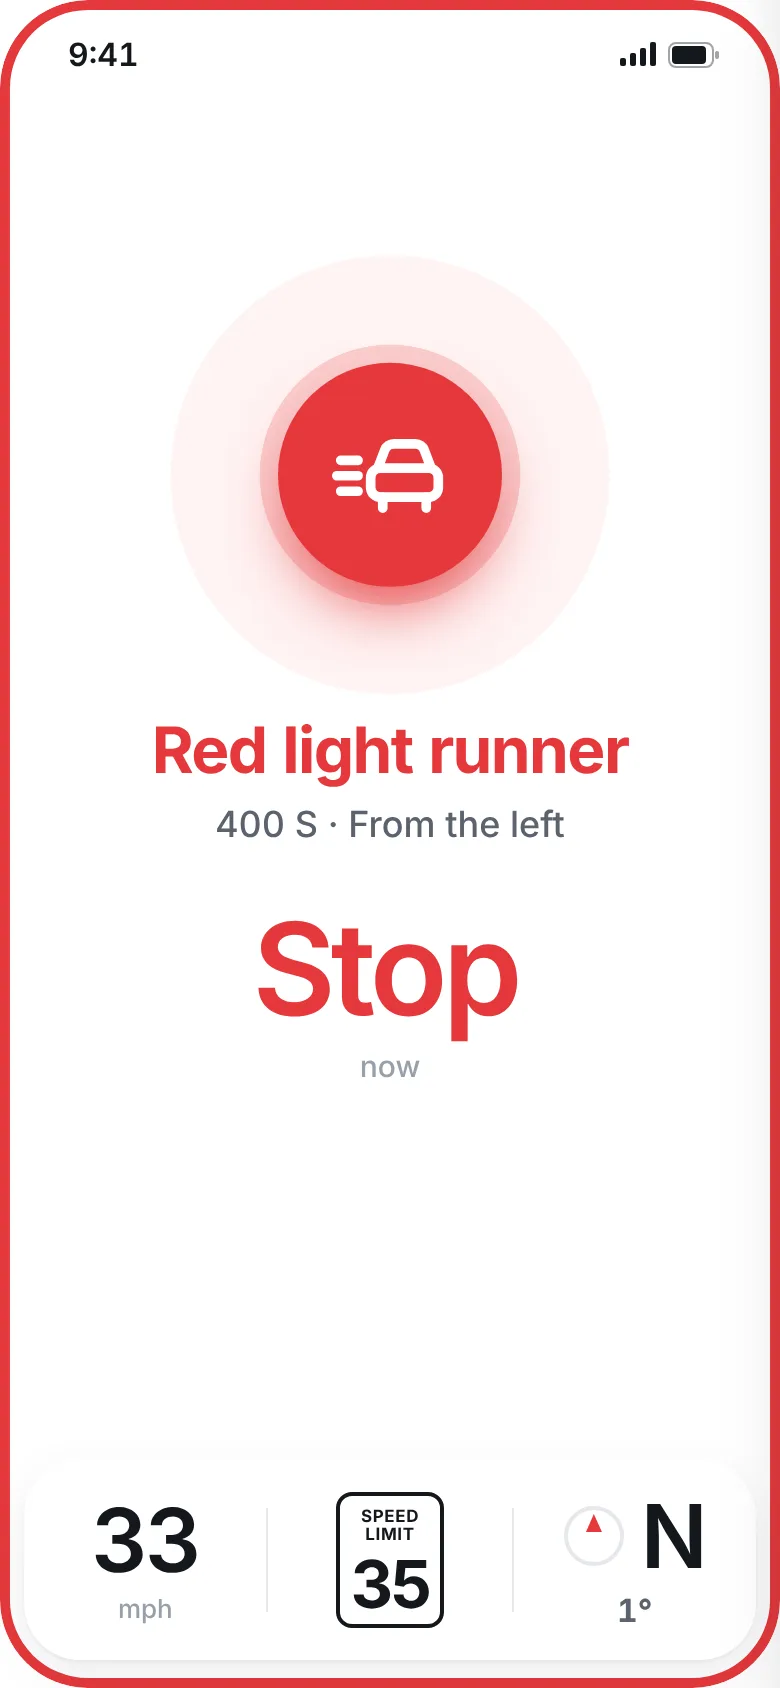 9:41
Red light runner
400 S · From the left
Stop
now
33
mph
SPEED
LIMIT
35
N
1°